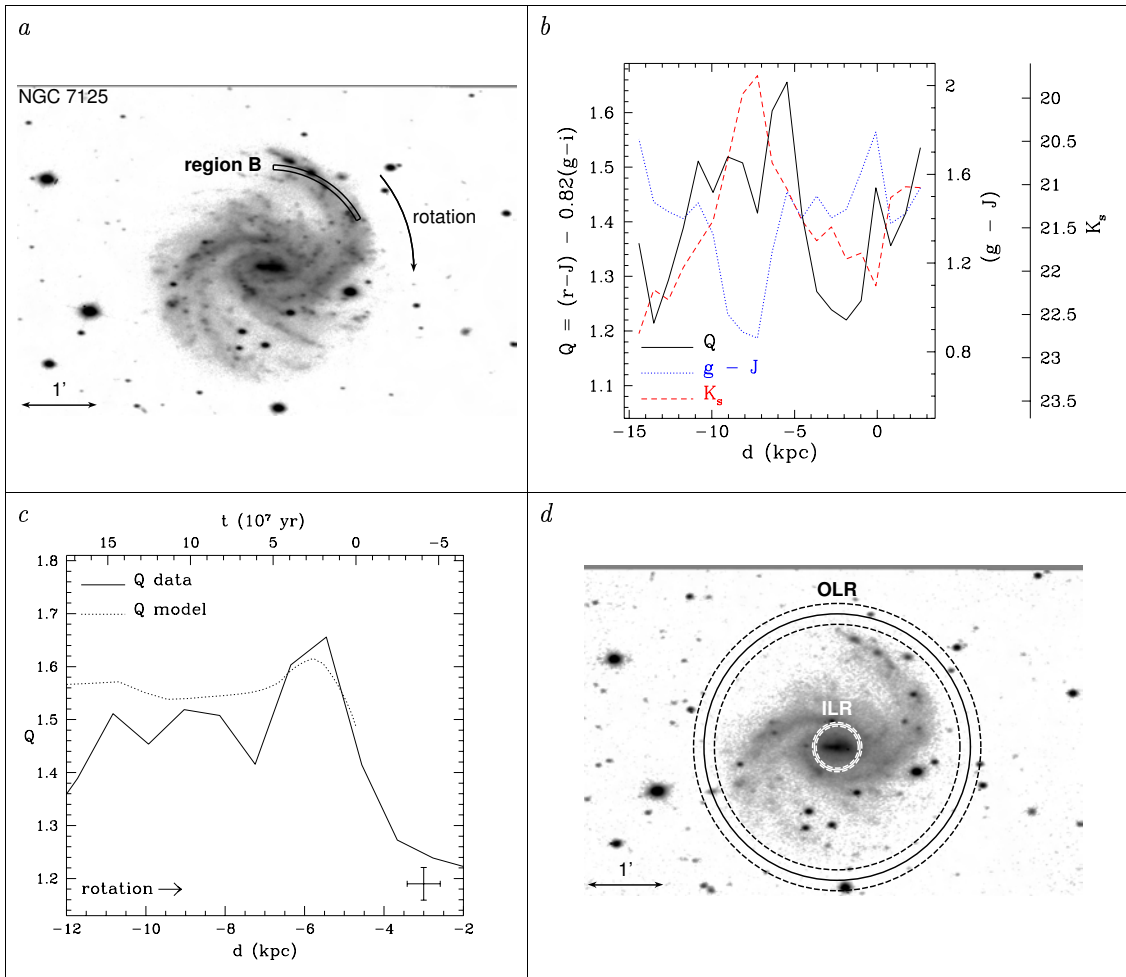 a
NGC 7125
region B
rotation
1'
b
Q = (r-J) - 0.82(g-i)
1.6
1.5
1.4
1.3
1.2
1.1
2
1.6
1.2
0.8
(g - J)
20
20.5
21
21.5
22
22.5
23
23.5
K_s
Q
g - J
K_s
-15 -10 -5 0
d (kpc)
c
t (10⁷ yr)
15 10 5 0 -5
1.8
1.7
1.6
1.5
1.4
1.3
1.2
Q
Q data
Q model
rotation →
-12 -10 -8 -6 -4 -2
d (kpc)
d
OLR
ILR
1'